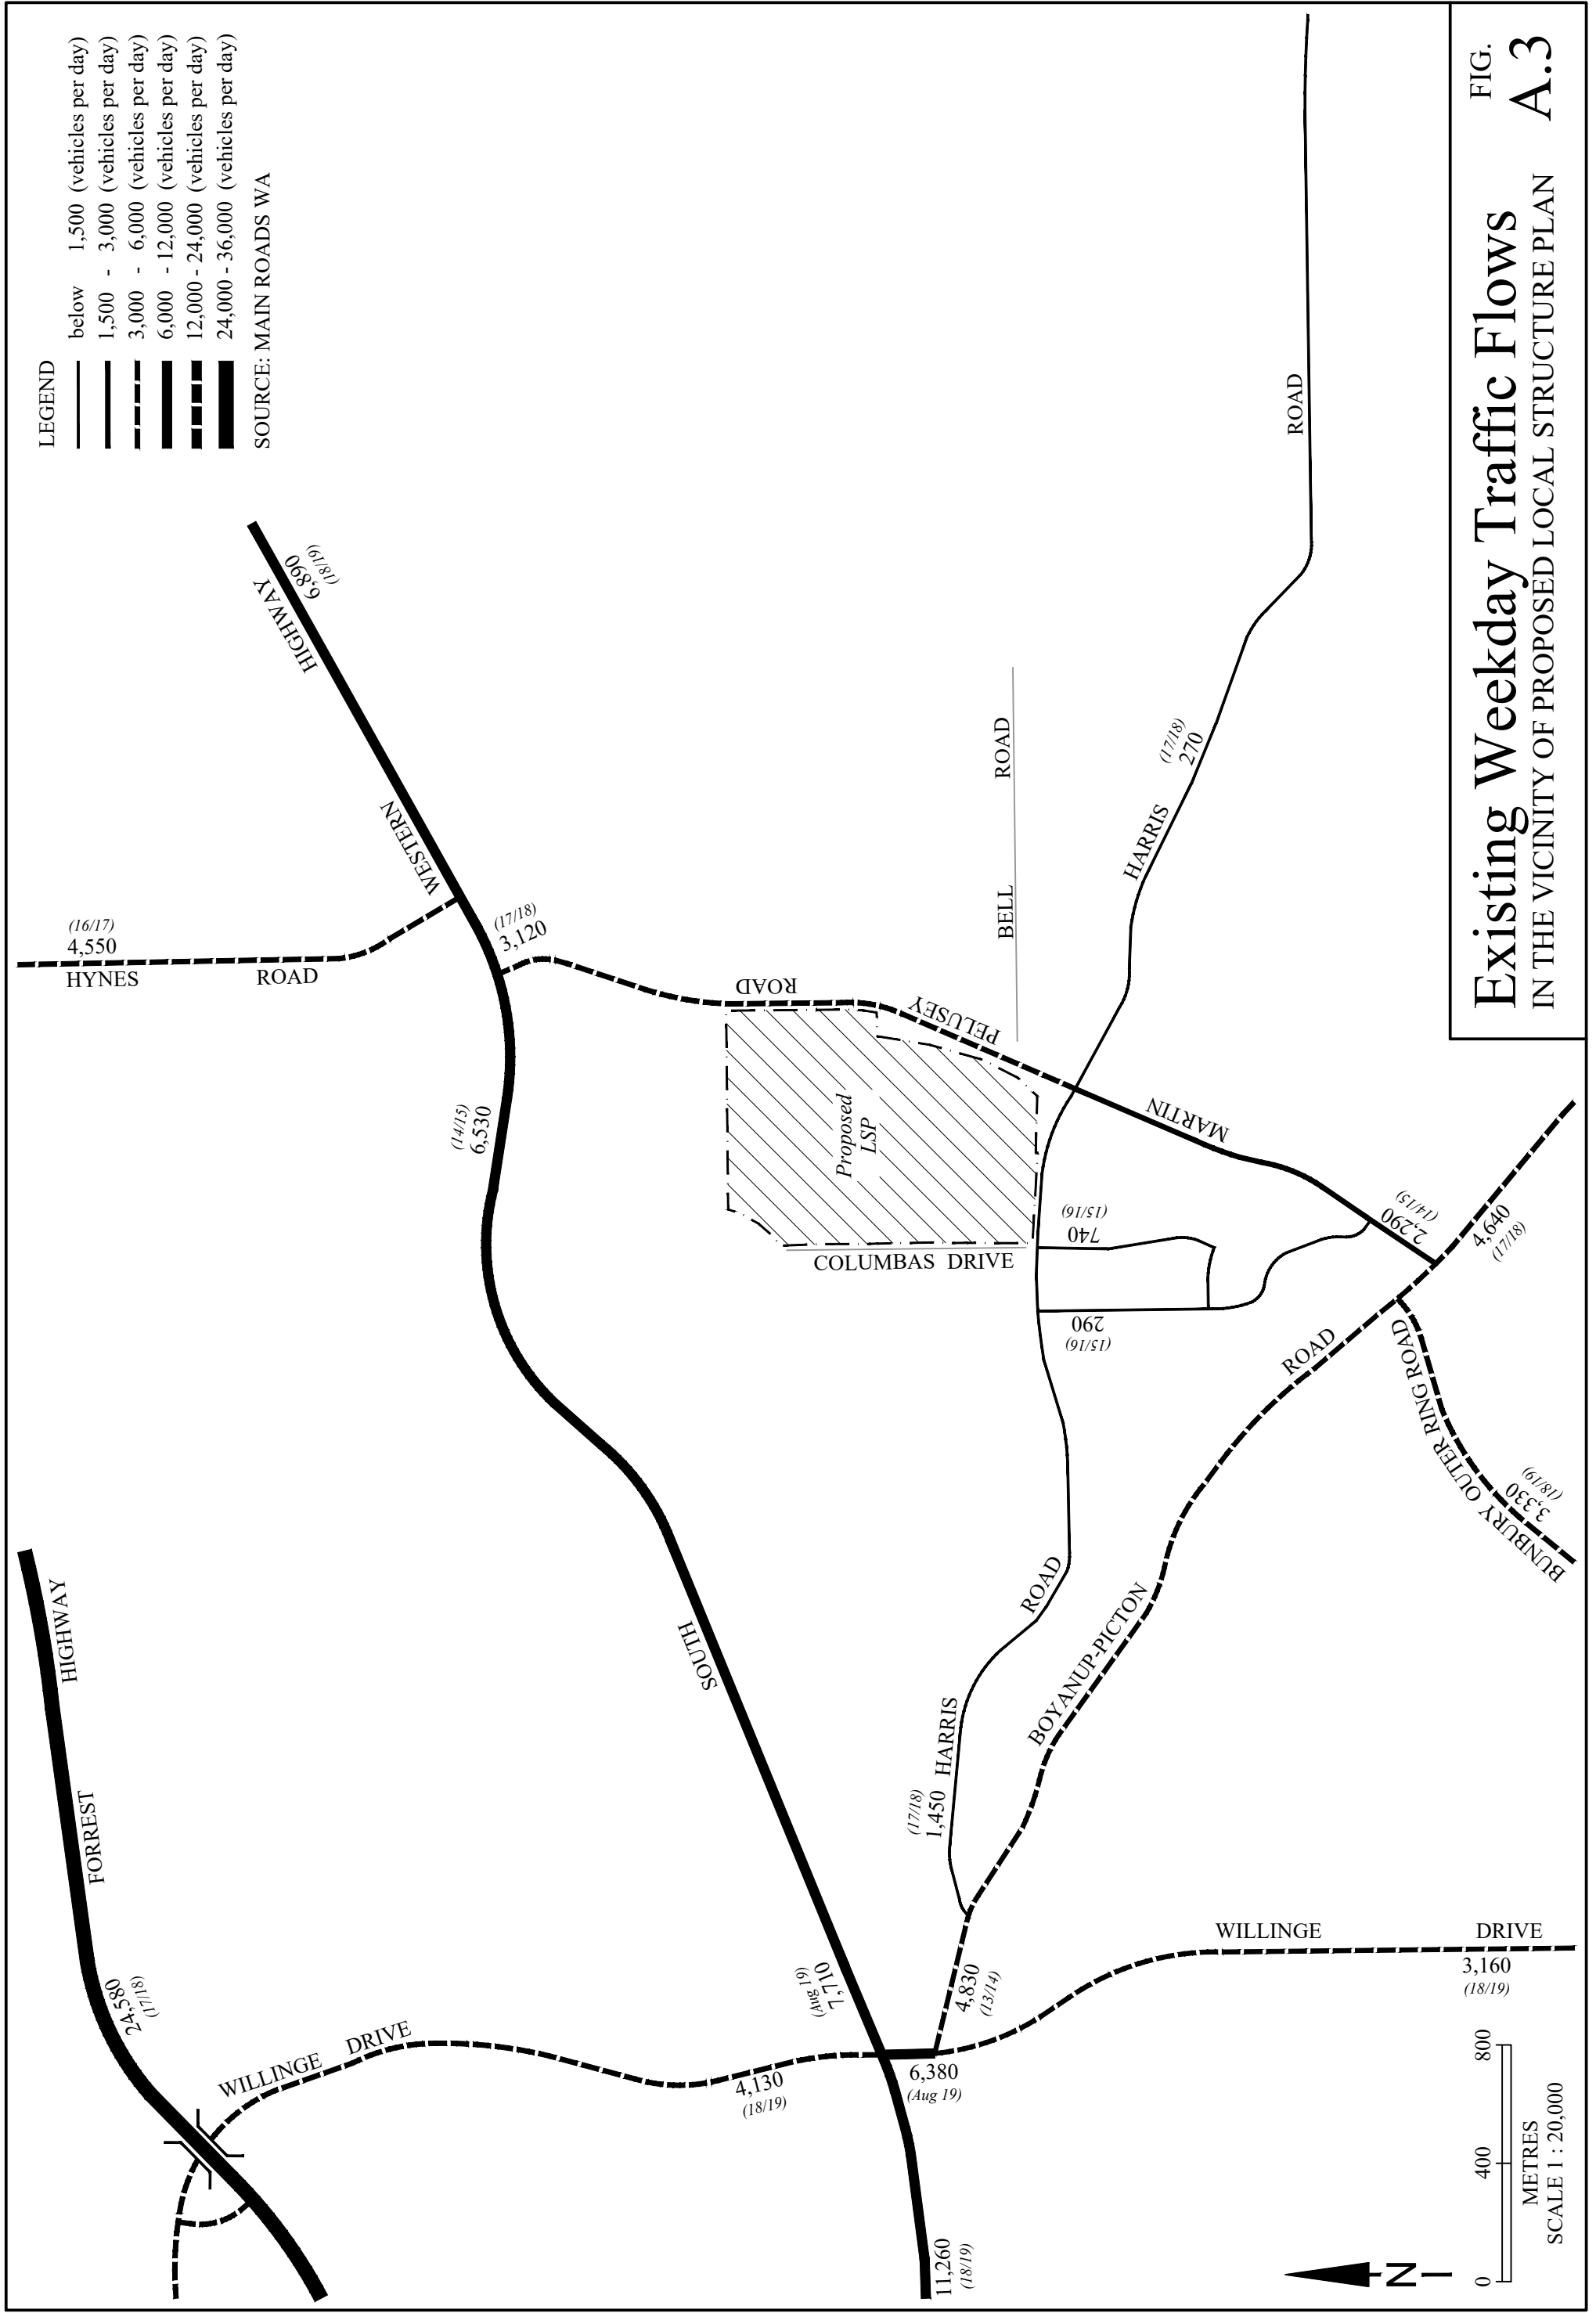 LEGEND
below 1,500 (vehicles per day)
1,500 - 3,000 (vehicles per day)
3,000 - 6,000 (vehicles per day)
6,000 - 12,000 (vehicles per day)
12,000 - 24,000 (vehicles per day)
24,000 - 36,000 (vehicles per day)
SOURCE: MAIN ROADS WA
FORREST
HIGHWAY
24,580
(17/18)
WILLINGE DRIVE
4,130
(18/19)
11,260
(18/19)
6,380
(Aug 19)
(Aug 19)
7,710
SOUTH
WESTERN
HIGHWAY
(14/15)
6,530
6,890
(18/19)
(16/17)
4,550
HYNES
ROAD
(17/18)
3,120
ROAD
PELUSEY
MARTIN
2,290
(14/15)
Proposed
LSP
COLUMBAS DRIVE
BELL
ROAD
(17/18)
1,450
HARRIS
ROAD
740
(15/16)
290
(15/16)
HARRIS
(17/18)
270
ROAD
4,830
(13/14)
BOYANUP-PICTON
ROAD
4,640
(17/18)
BUNBURY OUTER RING ROAD
3,330
(18/19)
WILLINGE
DRIVE
3,160
(18/19)
N
0 400 800
METRES
SCALE 1 : 20,000
Existing Weekday Traffic Flows
IN THE VICINITY OF PROPOSED LOCAL STRUCTURE PLAN
FIG.
A.3